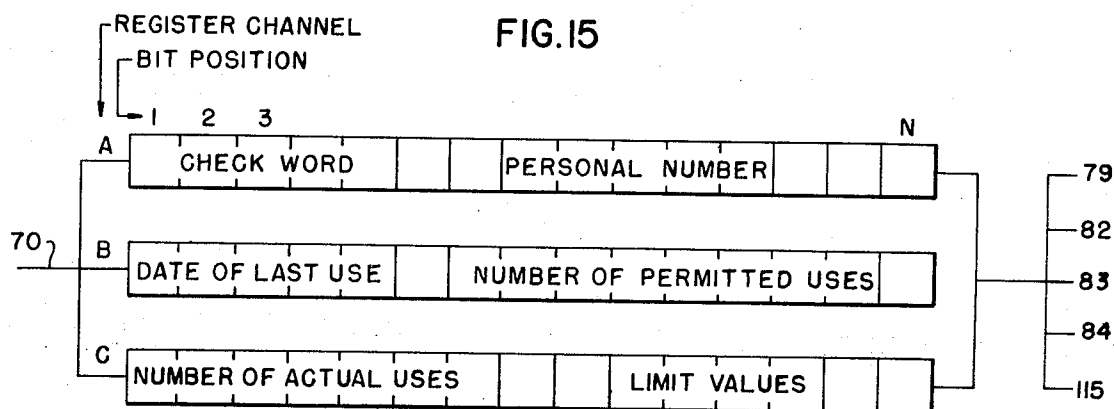 REGISTER CHANNEL
FIG.15
BIT POSITION
1 2 3 N
A CHECK WORD PERSONAL NUMBER 79
82
70 B DATE OF LAST USE NUMBER OF PERMITTED USES 83
84
C NUMBER OF ACTUAL USES LIMIT VALUES 115